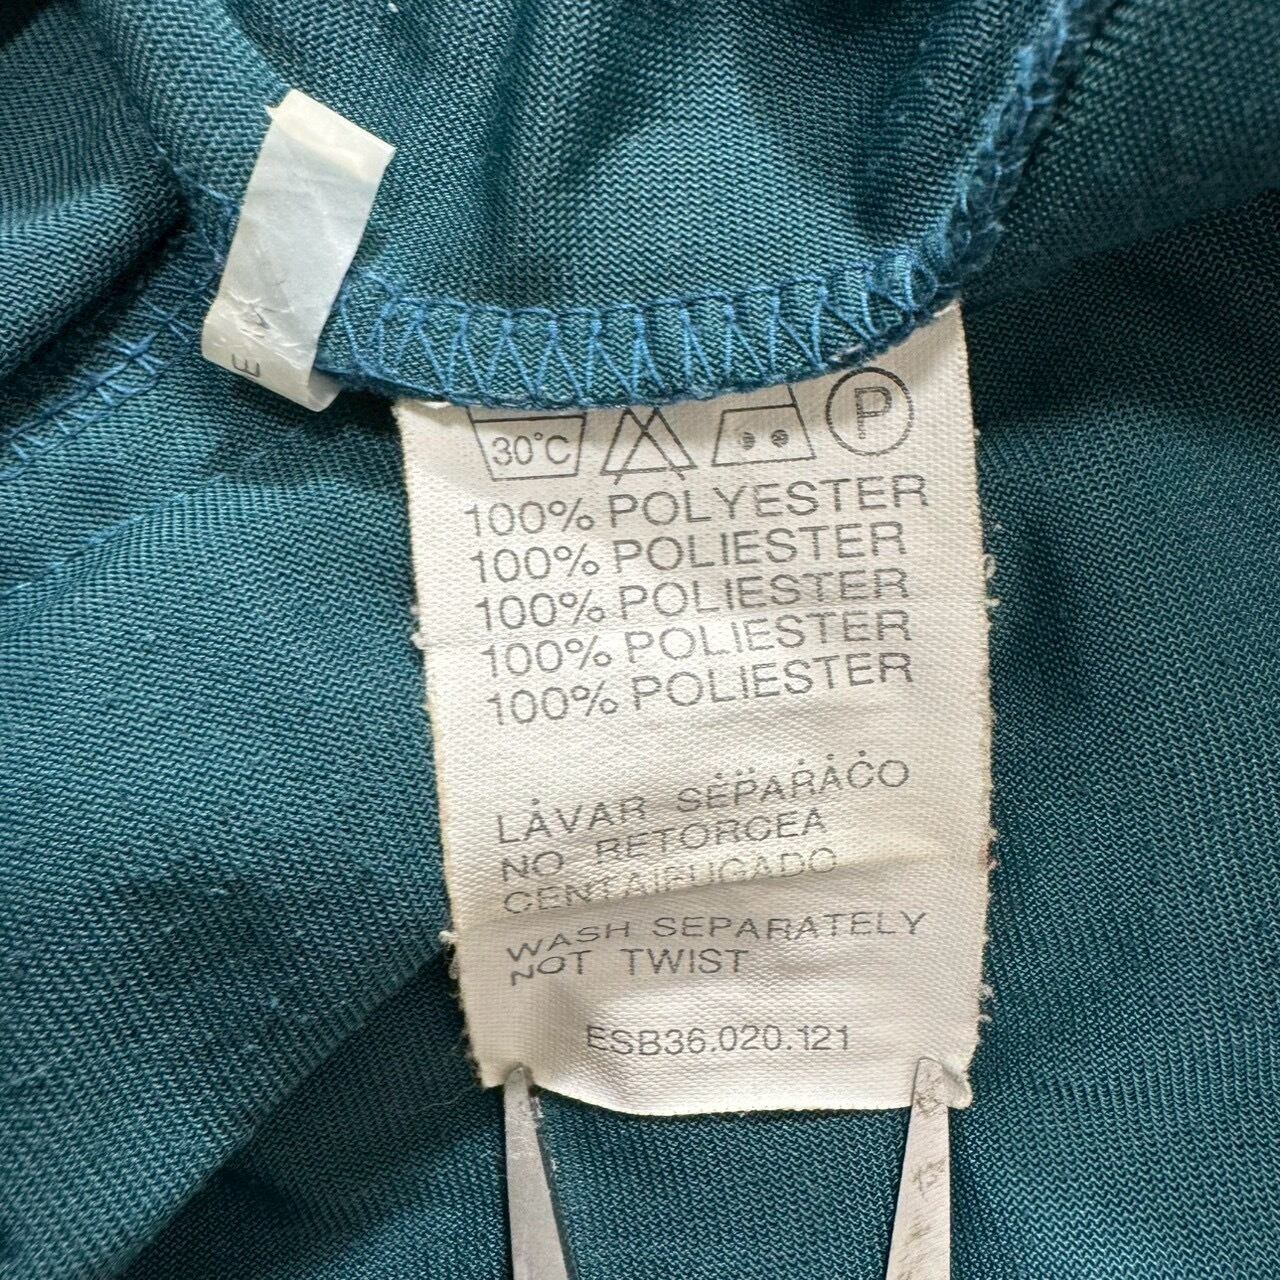 30°C P
100% POLYESTER
100% POLIESTER
100% POLIESTER
100% POLIESTER
100% POLIESTER
LAVAR SEPARACO
NO RETORCEA
CENTAIFUGADO
WASH SEPARATELY
NOT TWIST
ESB36.020.121